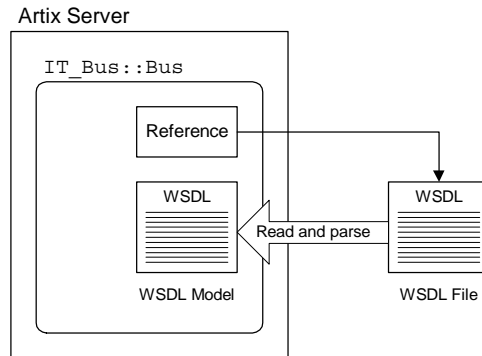 Artix Server
IT_Bus::Bus
Reference
WSDL
WSDL
Read and parse
WSDL Model
WSDL File